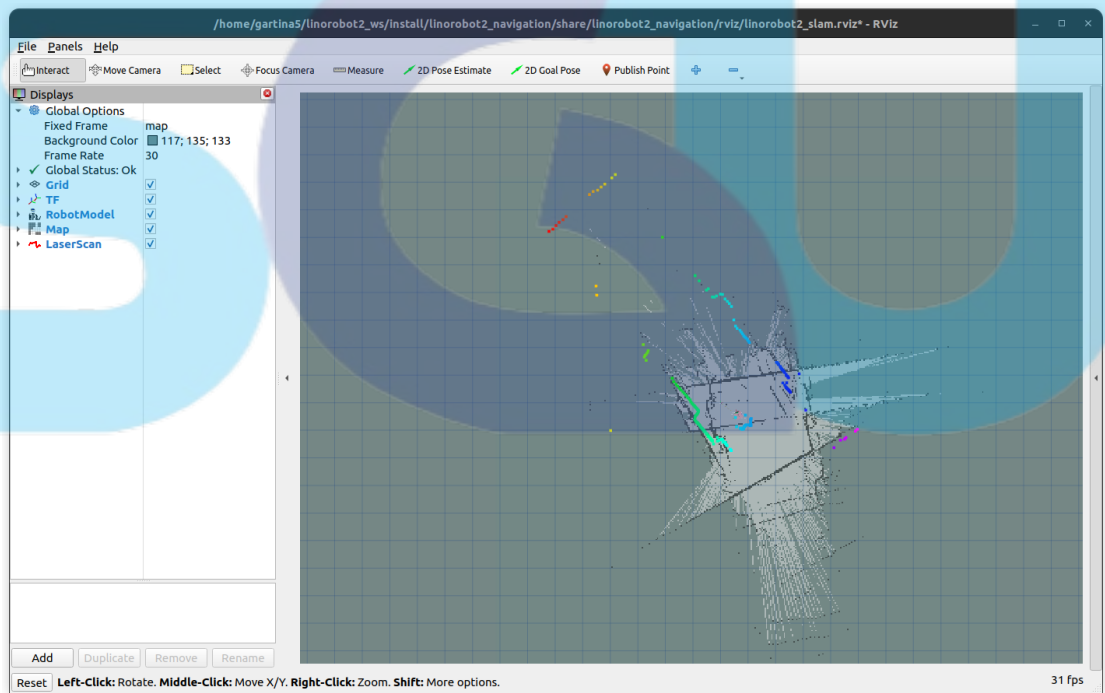 /home/gartina5/linorobot2_ws/install/linorobot2_navigation/share/linorobot2_navigation/rviz/linorobot2_slam.rviz* - RViz
File Panels Help
Interact Move Camera Select Focus Camera Measure 2D Pose Estimate 2D Goal Pose Publish Point
Displays
Global Options
Fixed Frame map
Background Color 117; 135; 133
Frame Rate 30
Global Status: Ok
Grid
TF
RobotModel
Map
LaserScan
Add Duplicate Remove Rename
Reset Left-Click: Rotate. Middle-Click: Move X/Y. Right-Click: Zoom. Shift: More options. 31 fps